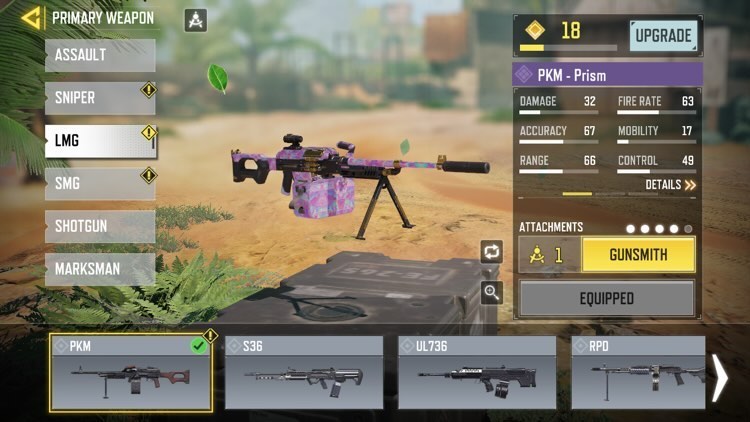 PRIMARY WEAPON
ASSAULT
SNIPER
LMG
SMG
SHOTGUN
MARKSMAN
18
UPGRADE
PKM - Prism
DAMAGE 32 FIRE RATE 63
ACCURACY 67 MOBILITY 17
RANGE 66 CONTROL 49
DETAILS
ATTACHMENTS
1 GUNSMITH
EQUIPPED
PKM
S36
UL736
RPD